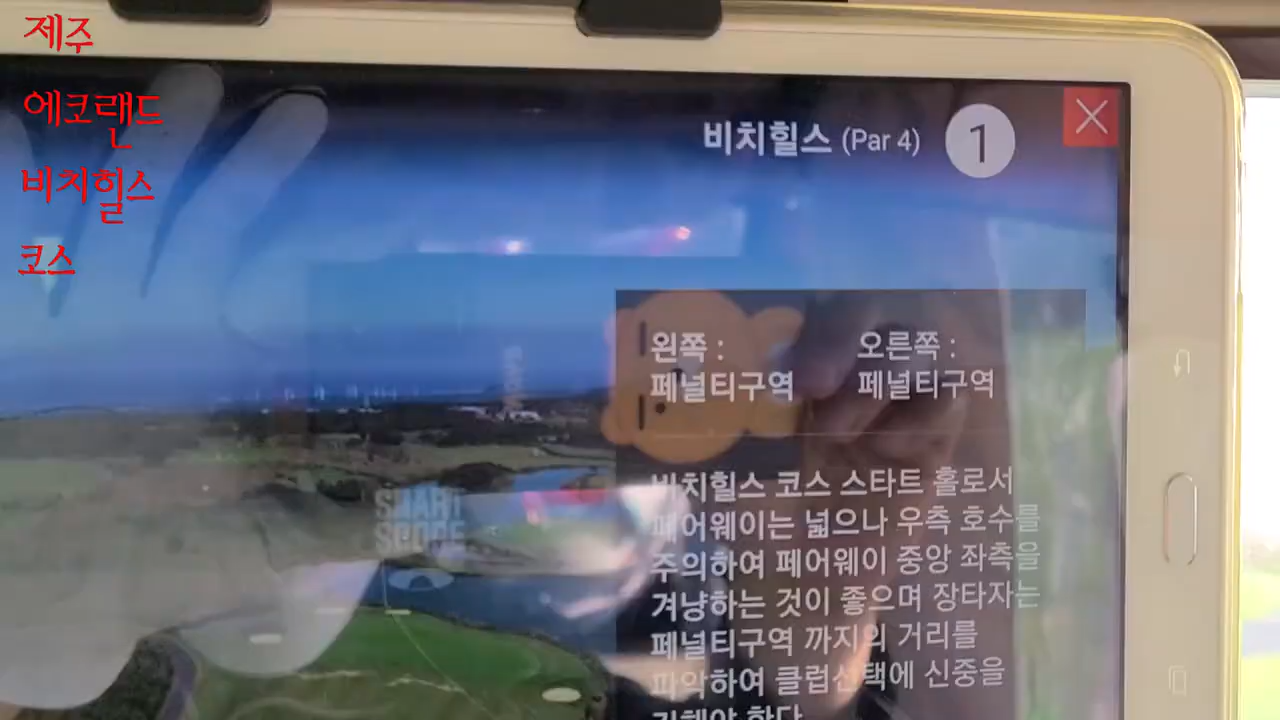 제주
에코랜드
비치힐스
코스
비치힐스 (Par 4) 1
왼쪽 : 오른쪽 :
페널티구역 페널티구역
비치힐스 코스 스타트 홀로서
페어웨이는 넓으나 우측 호수를
주의하여 페어웨이 중앙 좌측을
겨냥하는 것이 좋으며 장타자는
페널티구역 까지의 거리를
파악하여 클럽선택에 신중을
기해야 한다
SMART
SCORE